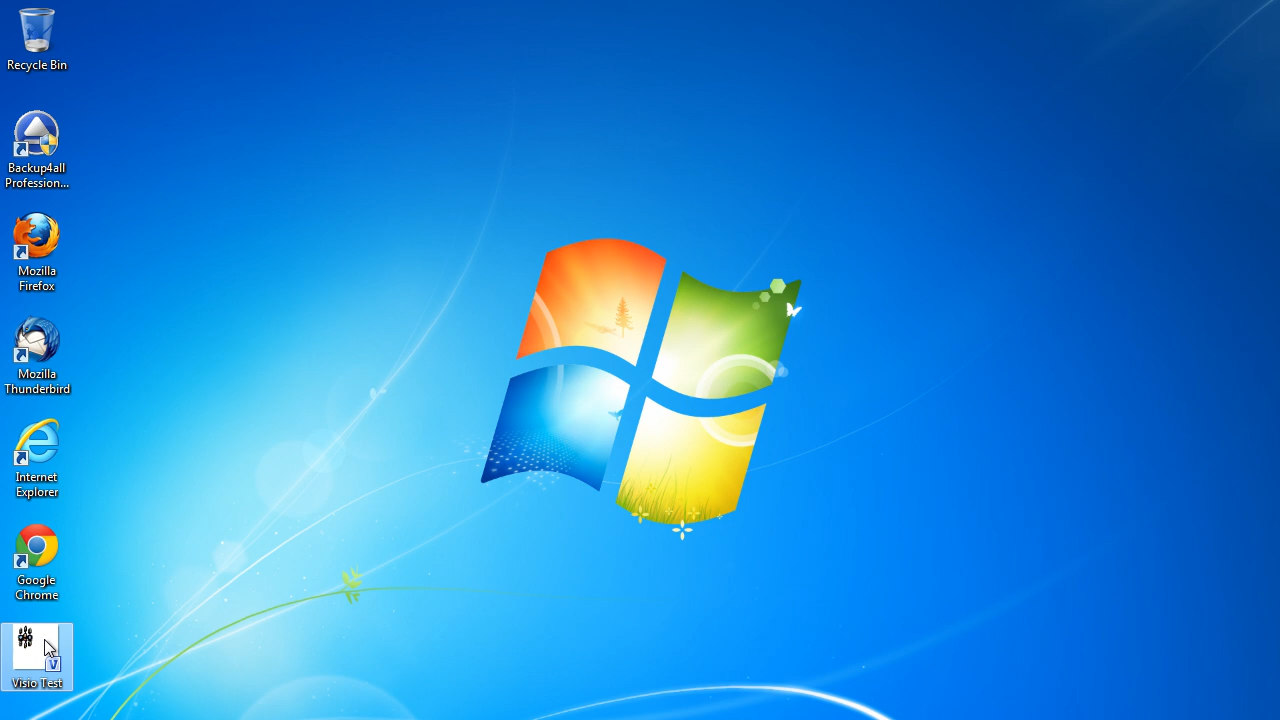 Recycle Bin
Backup4all
Profession...
Mozilla
Firefox
Mozilla
Thunderbird
Internet
Explorer
Google
Chrome
V
Visio Test